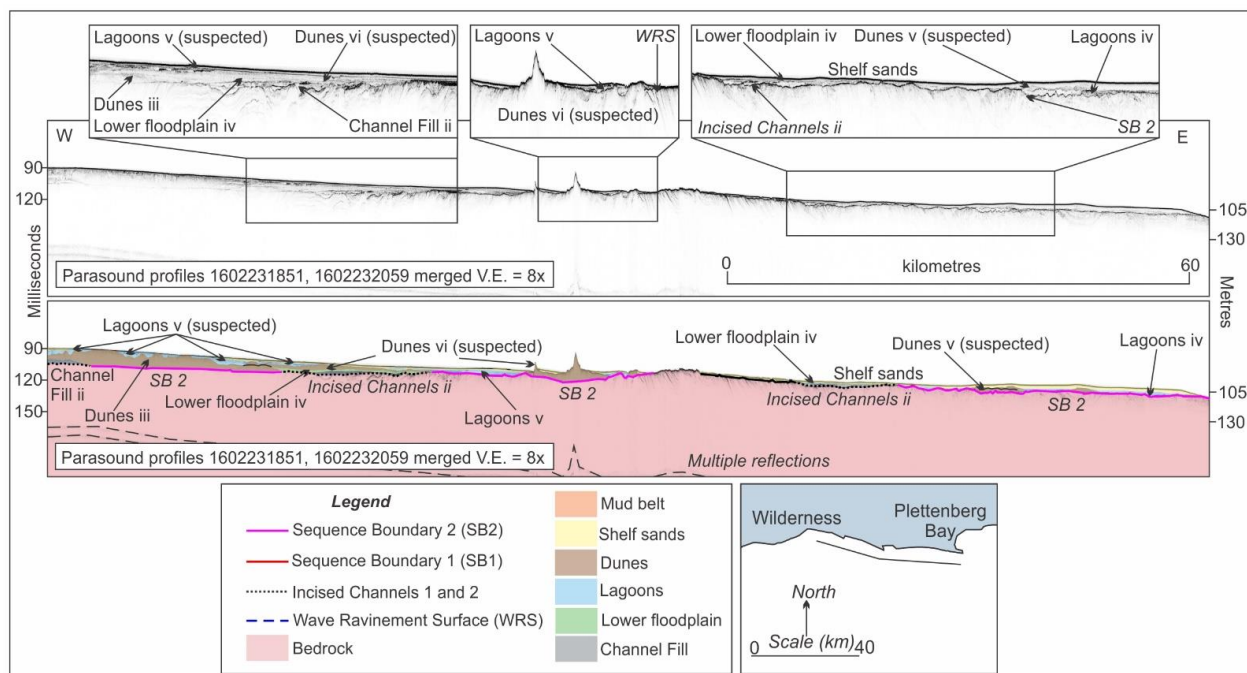 Lagoons v (suspected)
Dunes vi (suspected)
Dunes iii
Lower floodplain iv
Channel Fill ii
Lagoons v
WRS
Dunes vi (suspected)
Lower floodplain iv
Dunes v (suspected)
Lagoons iv
Shelf sands
Incised Channels ii
SB 2
W
E
90
120
Milliseconds
105
130
Metres
Parasound profiles 1602231851, 1602232059 merged V.E. = 8x
0
kilometres
60
Lagoons v (suspected)
Dunes vi (suspected)
Lower floodplain iv
Dunes v (suspected)
Lagoons iv
Shelf sands
90
120
150
Channel
Fill ii
SB 2
Dunes iii
Lower floodplain iv
Incised Channels ii
Lagoons v
SB 2
Incised Channels ii
SB 2
105
130
Parasound profiles 1602231851, 1602232059 merged V.E. = 8x
Multiple reflections
Legend
Sequence Boundary 2 (SB2)
Sequence Boundary 1 (SB1)
Incised Channels 1 and 2
Wave Ravinement Surface (WRS)
Bedrock
Mud belt
Shelf sands
Dunes
Lagoons
Lower floodplain
Channel Fill
Wilderness
Plettenberg
Bay
North
Scale (km)
0
40